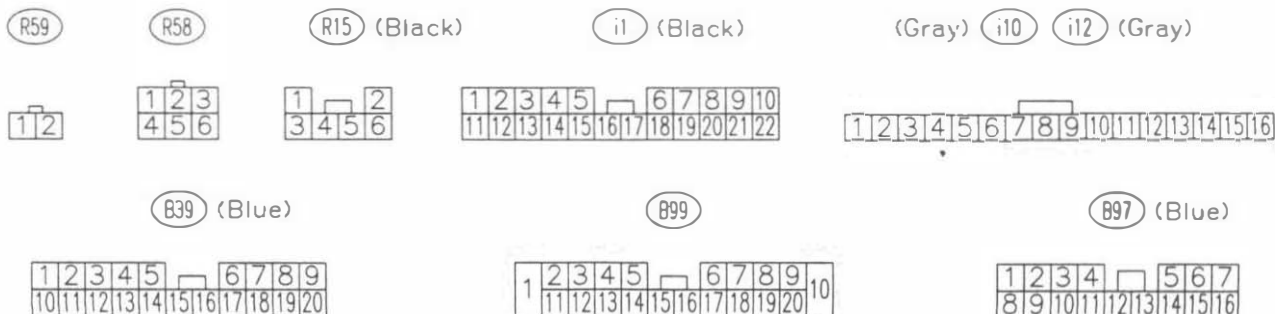 R59 R58 R15 (Black) i1 (Black) (Gray) i10 i12 (Gray)
1 2 3 1 2 1 2 3 4 5 6 7 8 9 10
1 2 4 5 6 3 4 5 6 11 12 13 14 15 16 17 18 19 20 21 22 1 2 3 4 5 6 7 8 9 10 11 12 13 14 15 16
B39 (Blue) B99 B97 (Blue)
1 2 3 4 5 6 7 8 9 1 2 3 4 5 6 7 8 9 10 1 2 3 4 5 6 7
10 11 12 13 14 15 16 17 18 19 20 11 12 13 14 15 16 17 18 19 20 8 9 10 11 12 13 14 15 16